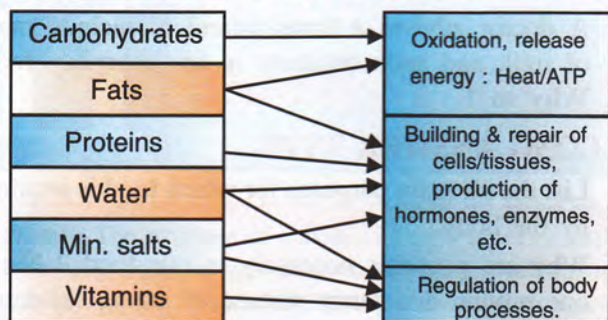 Carbohydrates
Fats
Proteins
Water
Min. salts
Vitamins
Oxidation, release
energy : Heat/ATP
Building & repair of
cells/tissues,
production of
hormones, enzymes,
etc.
Regulation of body
processes.